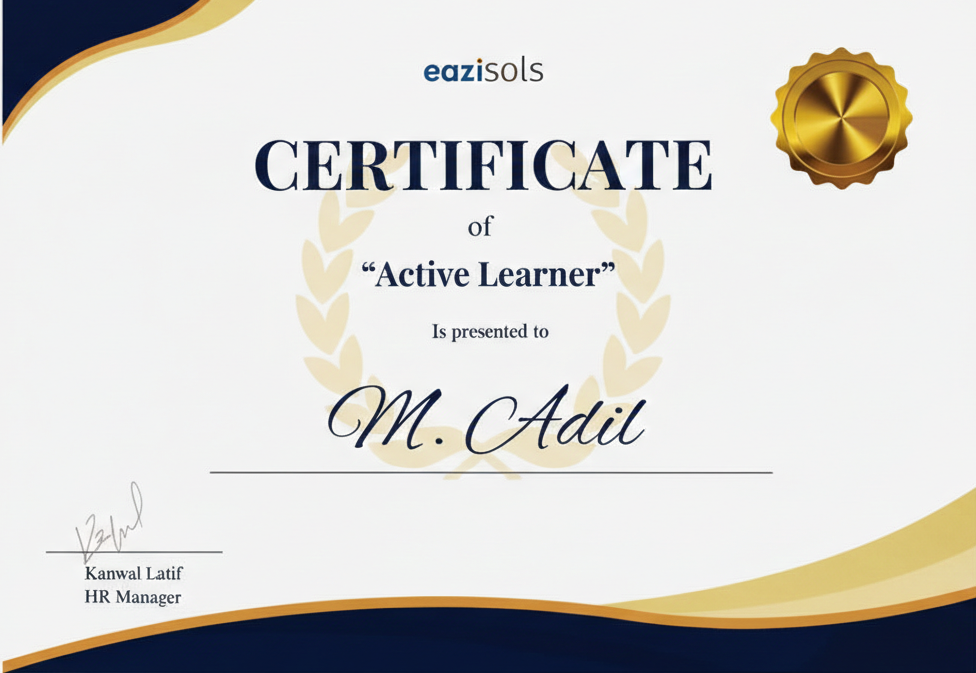 eazisols
CERTIFICATE
of
“Active Learner”
Is presented to
M. Adil
Kanwal Latif
HR Manager